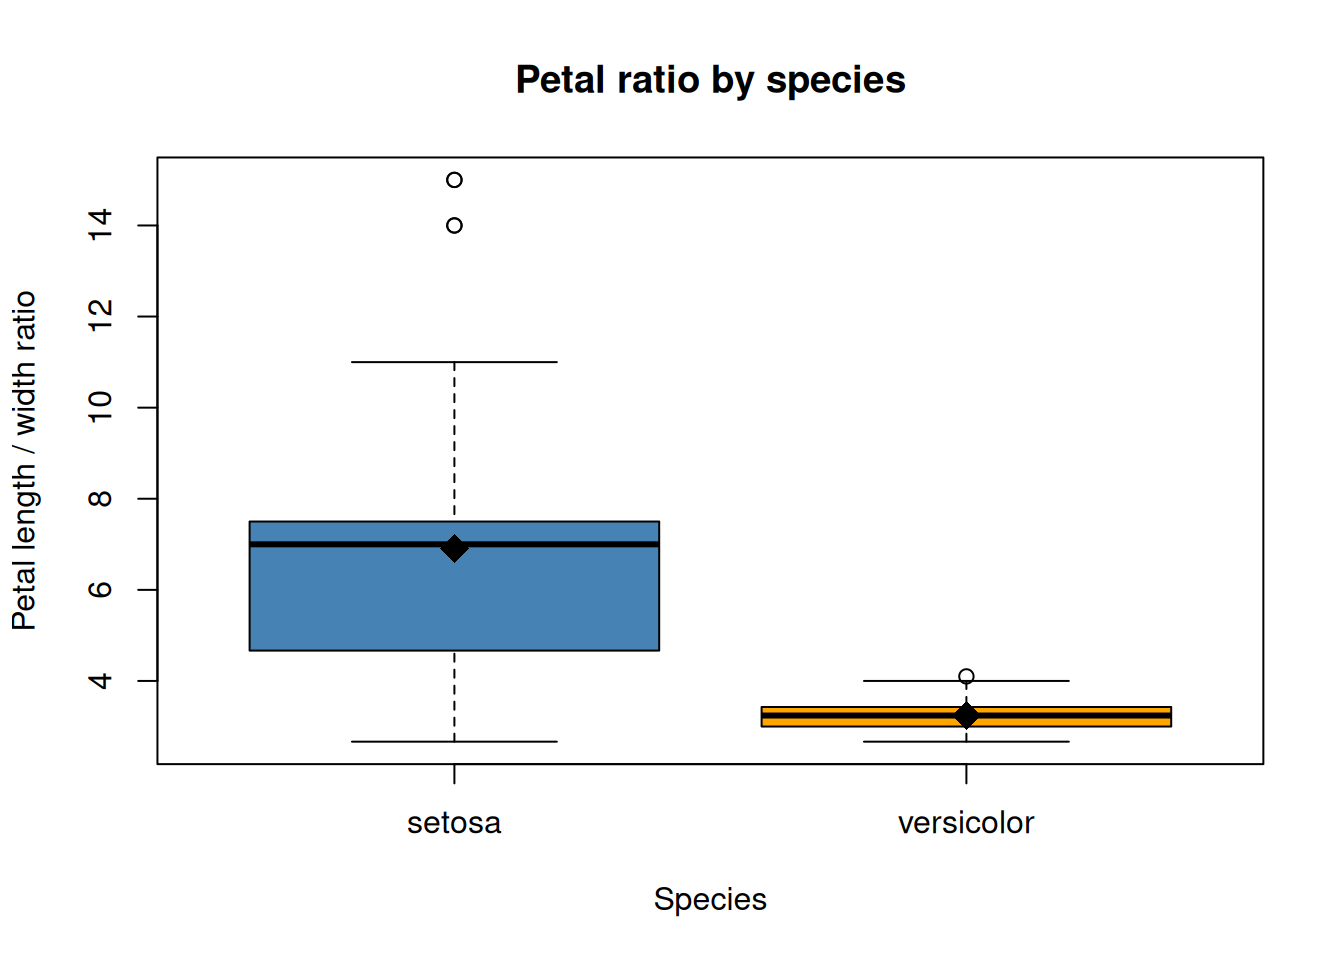 Petal ratio by species
Petal length / width ratio
14
12
10
8
6
4
setosa versicolor
Species